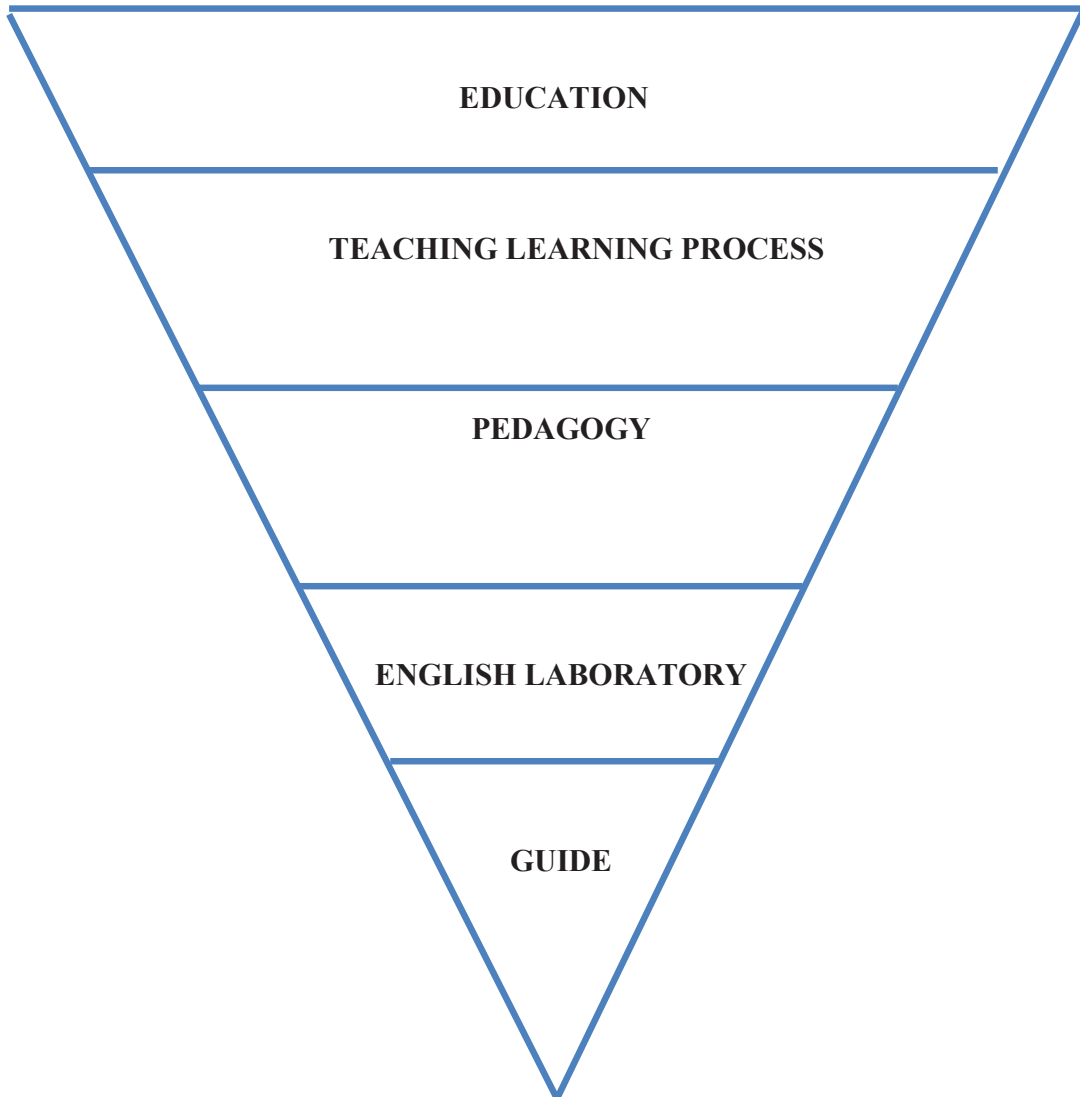 EDUCATION
TEACHING LEARNING PROCESS
PEDAGOGY
ENGLISH LABORATORY
GUIDE